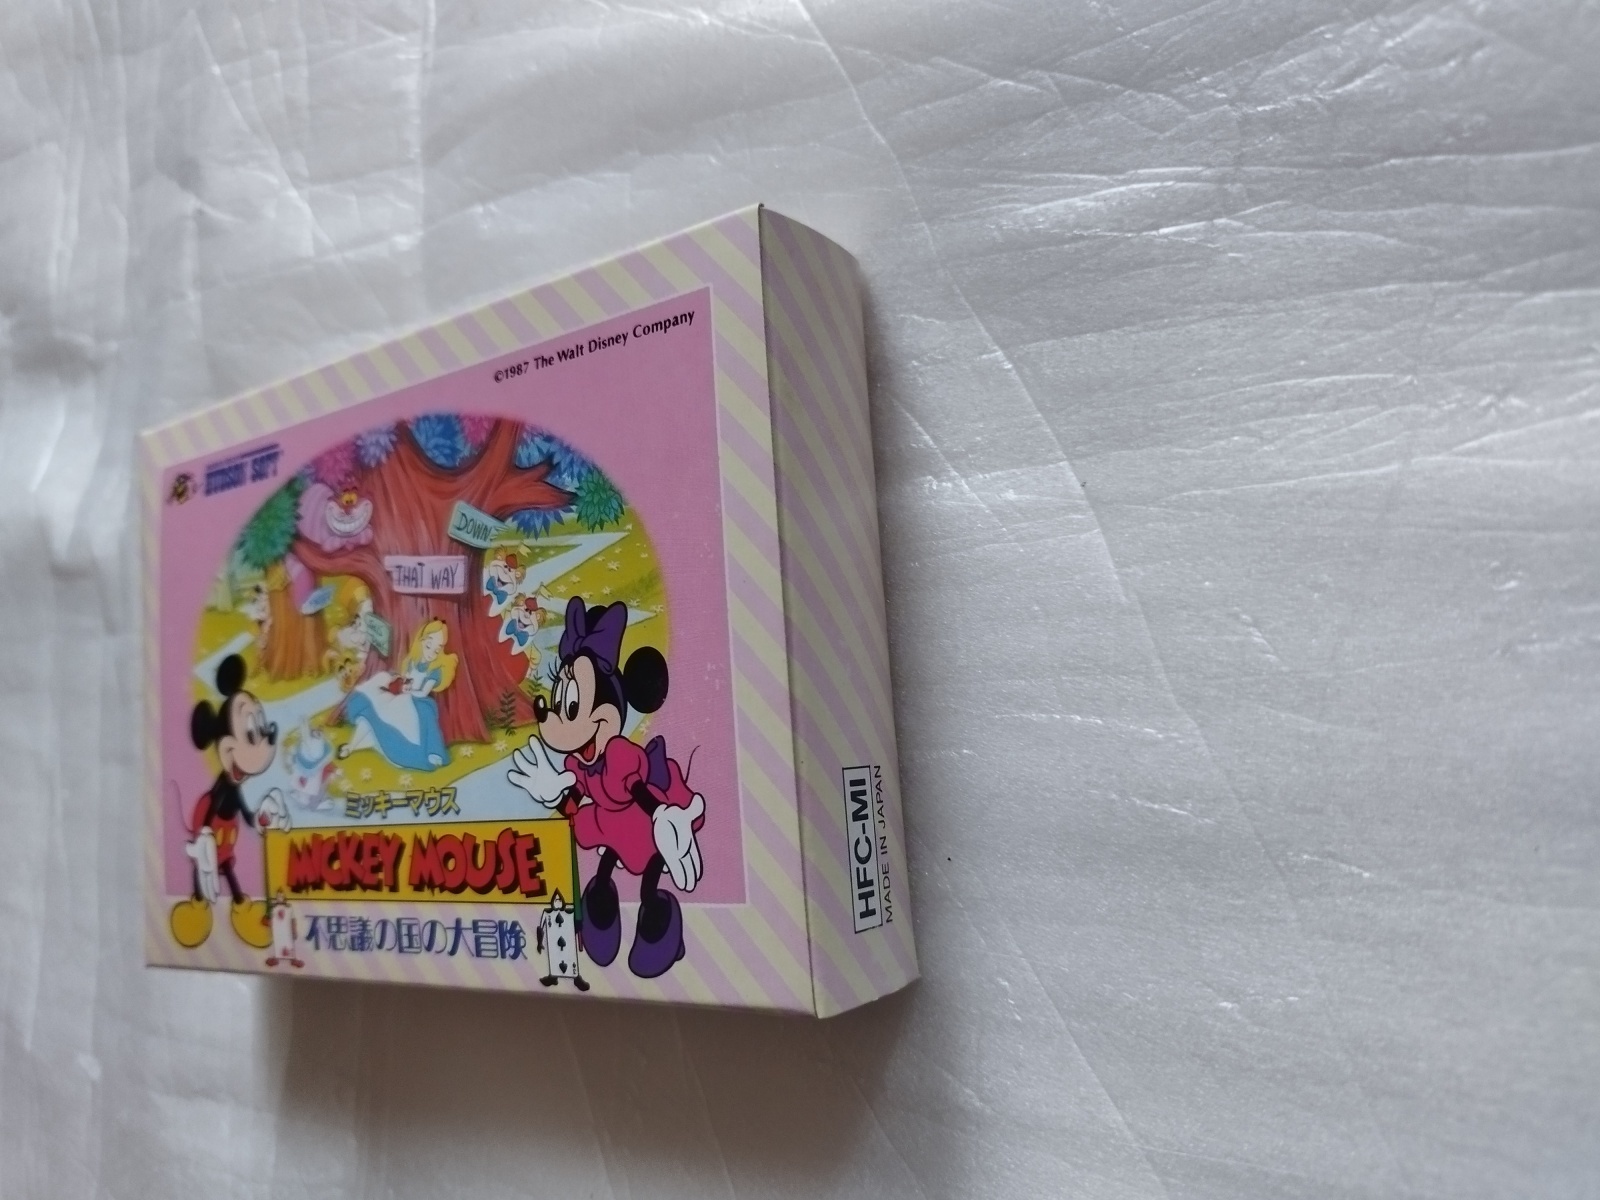 ©1987 The Walt Disney Company
HUDSON SOFT
DOWN
THAT WAY
ミッキーマウス
MICKEY MOUSE
不思議の国の大冒険
HFC-MI
MADE IN JAPAN